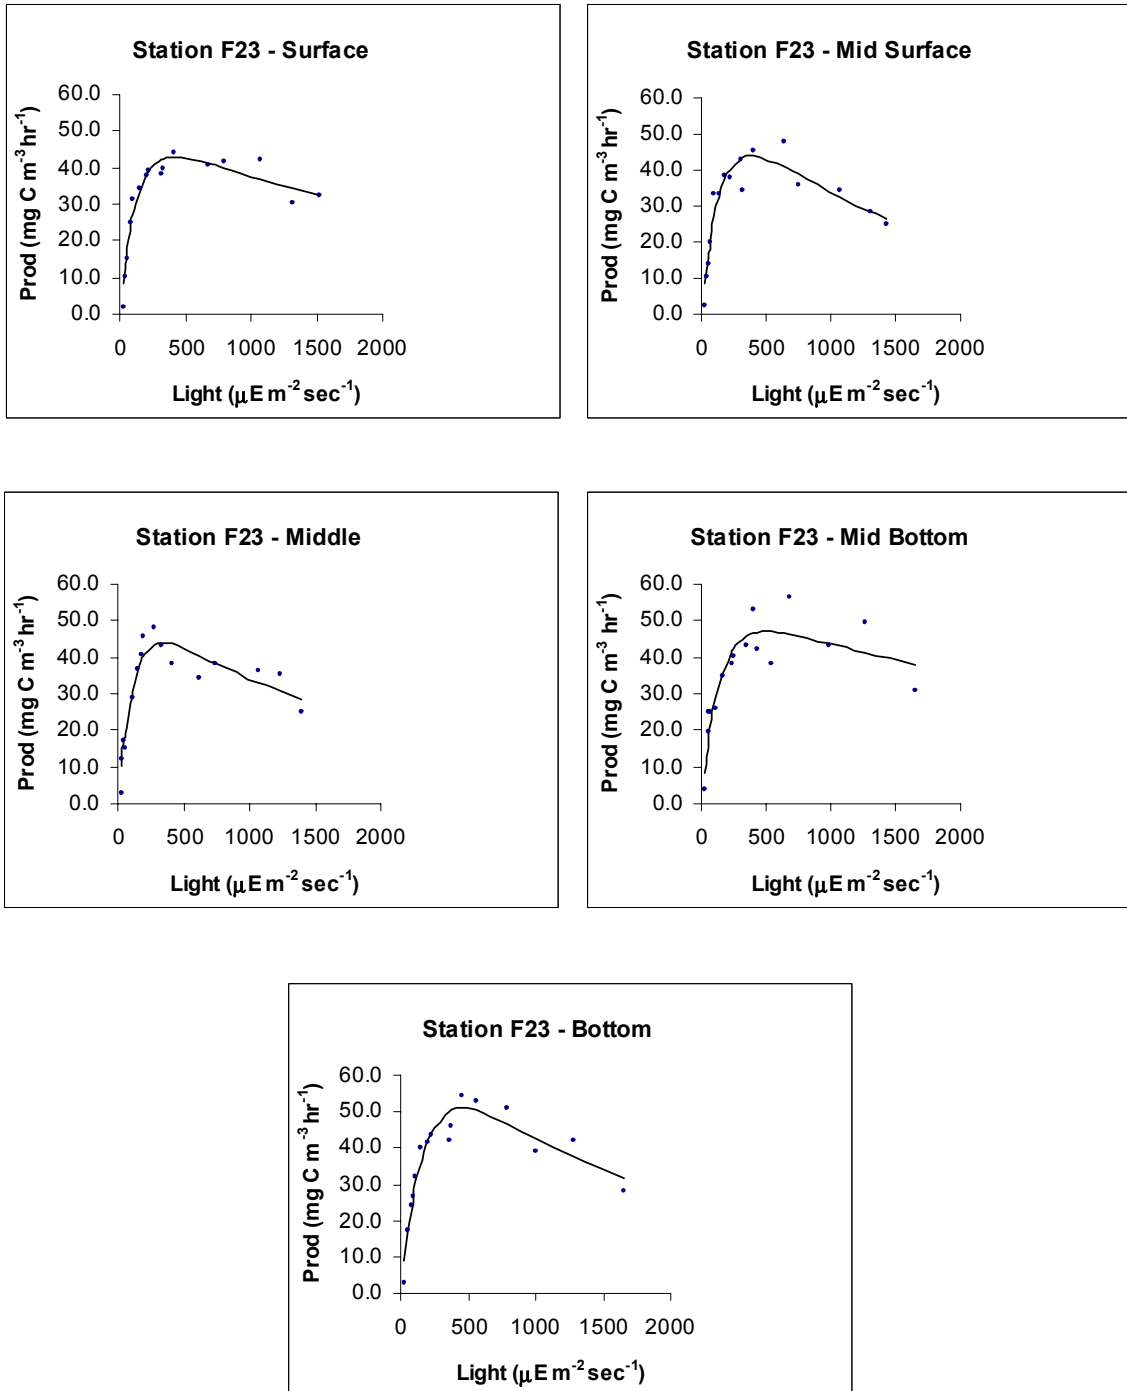 Station F23 - Surface
Prod (mg C m⁻³ hr⁻¹)
60.0
50.0
40.0
30.0
20.0
10.0
0.0
0 500 1000 1500 2000
Light (µE m⁻² sec⁻¹)
Station F23 - Mid Surface
Prod (mg C m⁻³ hr⁻¹)
60.0
50.0
40.0
30.0
20.0
10.0
0.0
0 500 1000 1500 2000
Light (µE m⁻² sec⁻¹)
Station F23 - Middle
Prod (mg C m⁻³ hr⁻¹)
60.0
50.0
40.0
30.0
20.0
10.0
0.0
0 500 1000 1500 2000
Light (µE m⁻² sec⁻¹)
Station F23 - Mid Bottom
Prod (mg C m⁻³ hr⁻¹)
60.0
50.0
40.0
30.0
20.0
10.0
0.0
0 500 1000 1500 2000
Light (µE m⁻² sec⁻¹)
Station F23 - Bottom
Prod (mg C m⁻³ hr⁻¹)
60.0
50.0
40.0
30.0
20.0
10.0
0.0
0 500 1000 1500 2000
Light (µE m⁻² sec⁻¹)